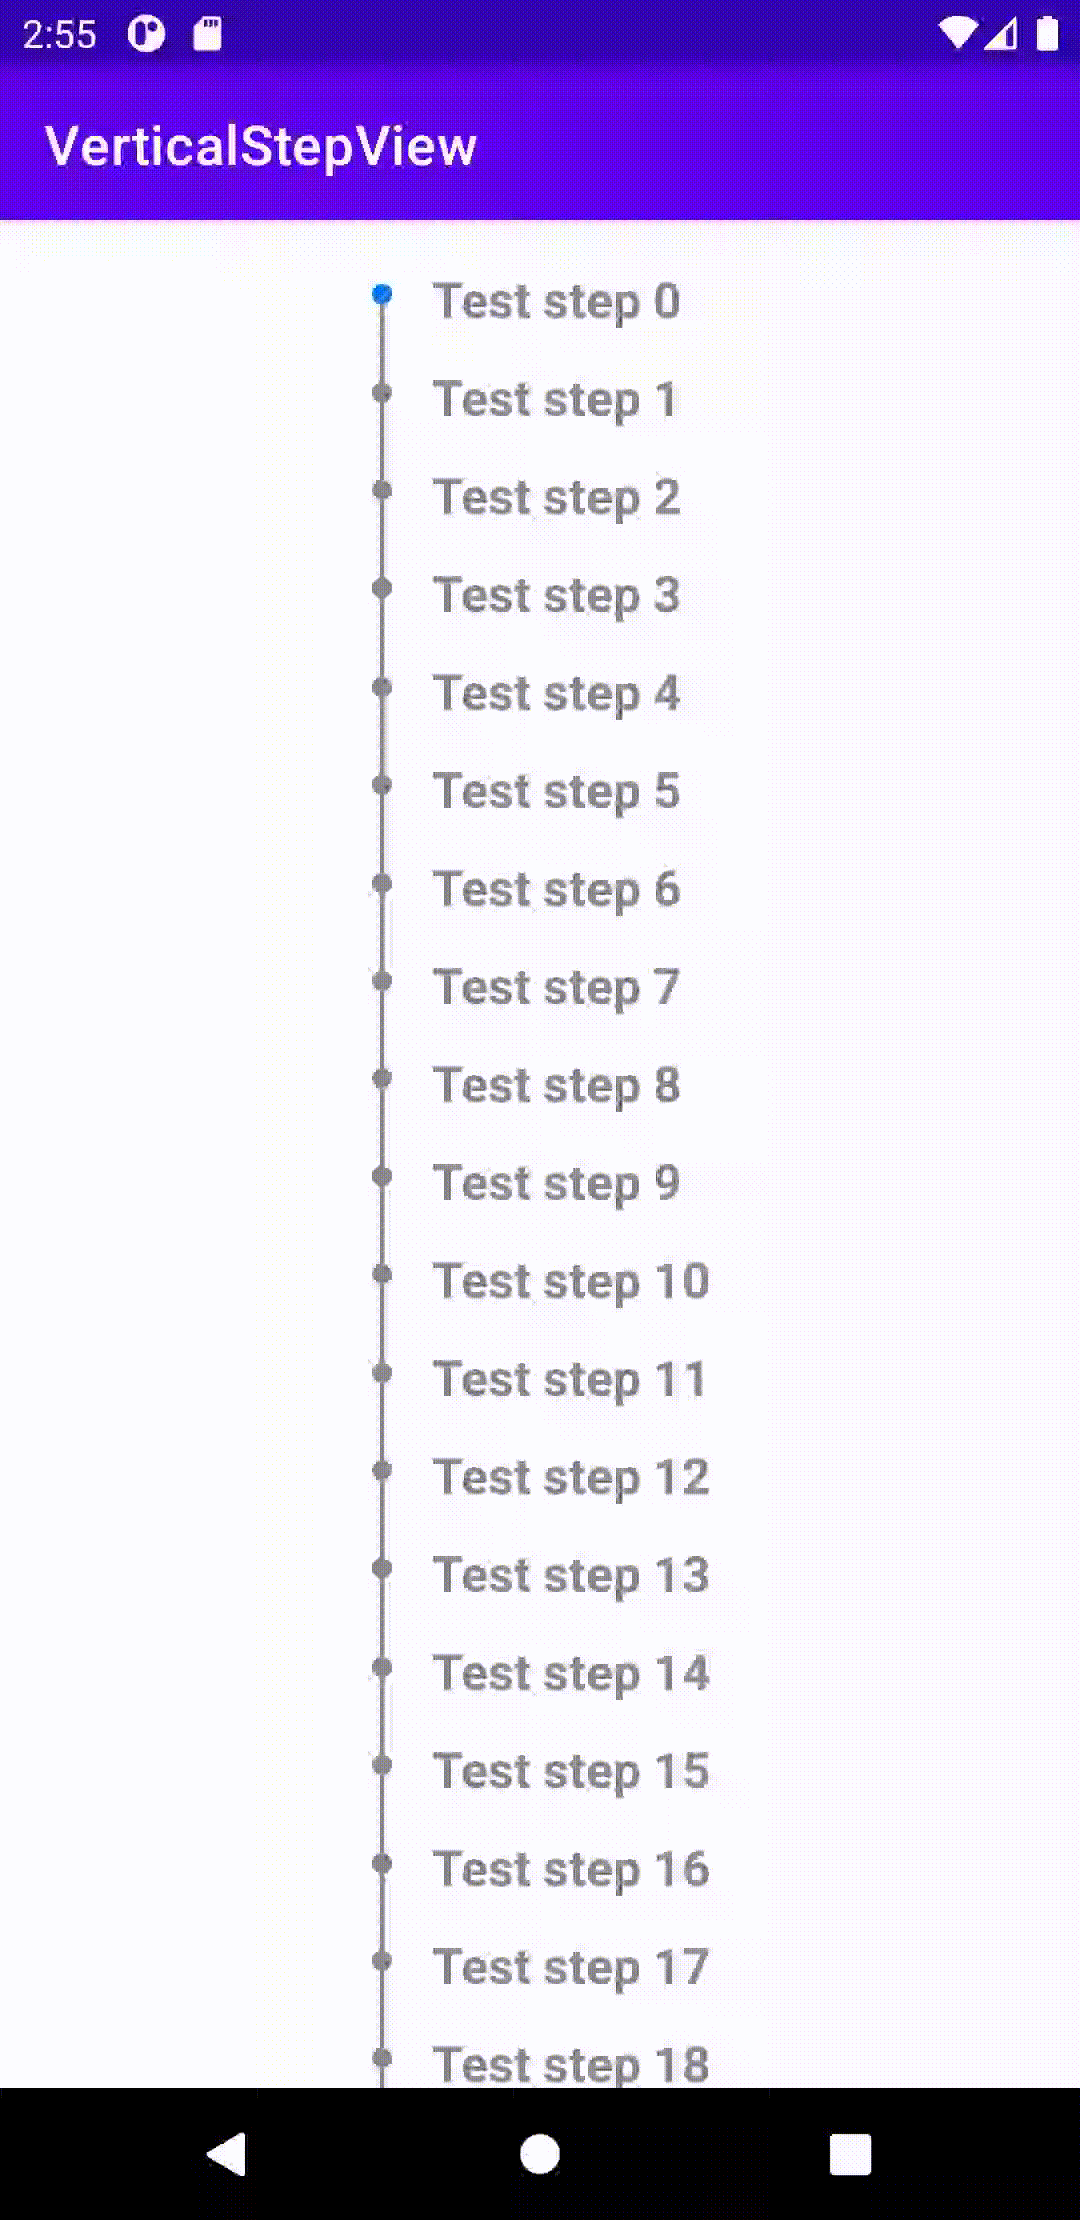 2:55
VerticalStepView
Test step 0
Test step 1
Test step 2
Test step 3
Test step 4
Test step 5
Test step 6
Test step 7
Test step 8
Test step 9
Test step 10
Test step 11
Test step 12
Test step 13
Test step 14
Test step 15
Test step 16
Test step 17
Test step 18